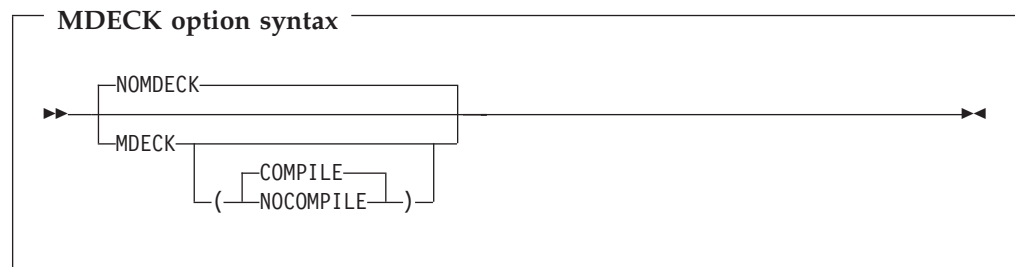 MDECK option syntax
NOMDECK
MDECK
COMPILE
( NOCOMPILE )